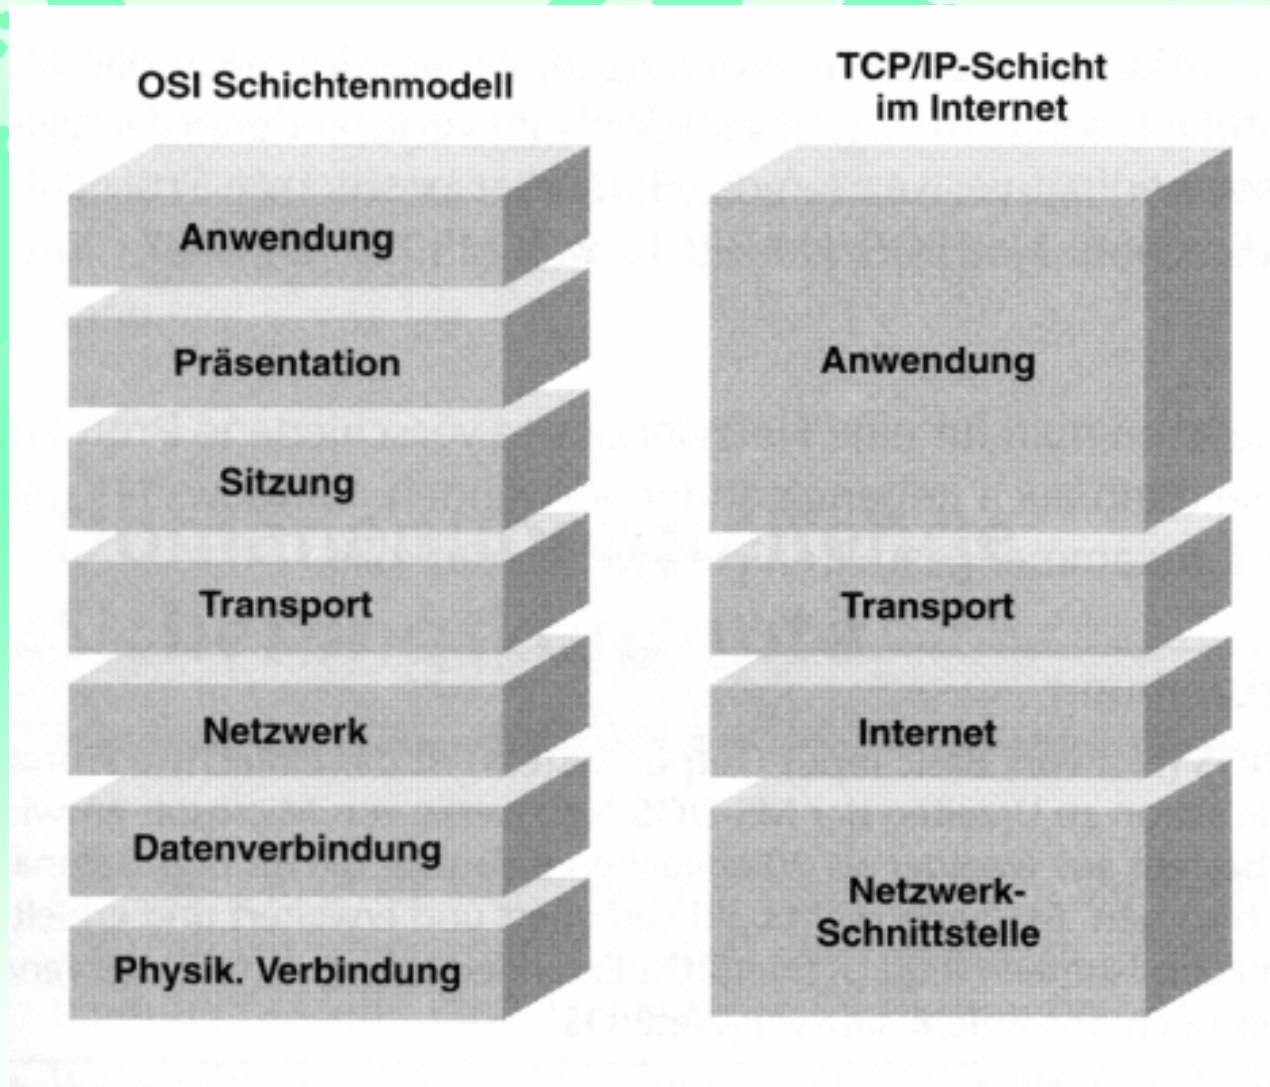 OSI Schichtenmodell
Anwendung
Präsentation
Sitzung
Transport
Netzwerk
Datenverbindung
Physik. Verbindung
TCP/IP-Schicht
im Internet
Anwendung
Transport
Internet
Netzwerk-
Schnittstelle